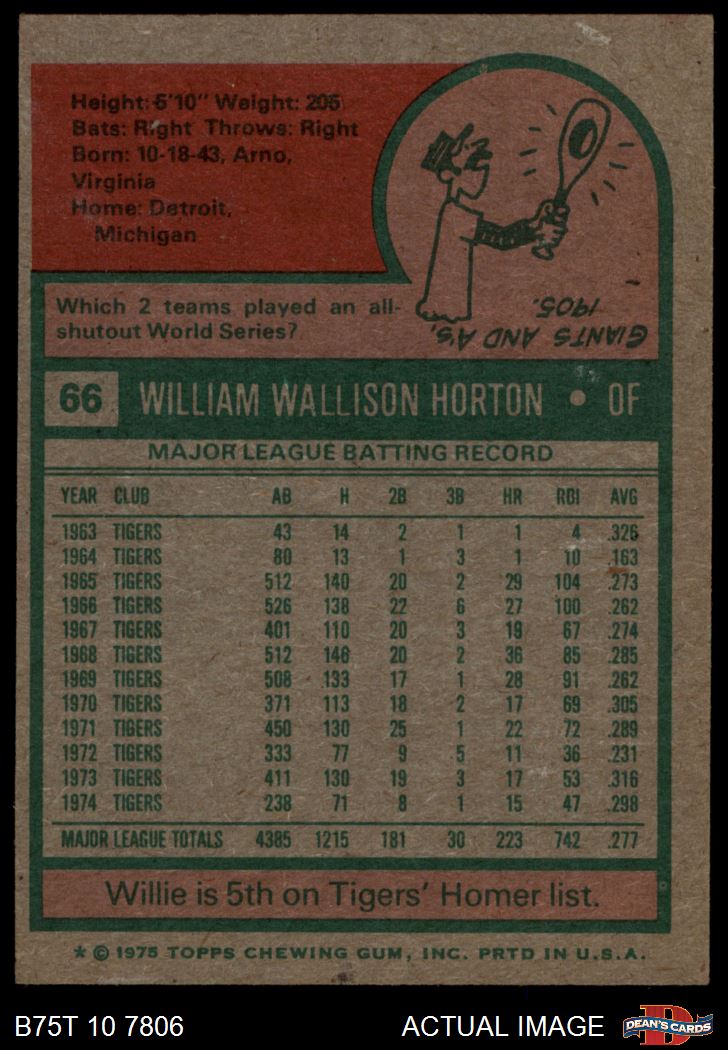 Height: 5'10" Weight: 205
Bats: Right Throws: Right
Born: 10-18-43, Arno,
Virginia
Home: Detroit,
Michigan
Which 2 teams played an all-
shutout World Series?
GIANTS AND A'S,
1905.
66 WILLIAM WALLISON HORTON • OF
MAJOR LEAGUE BATTING RECORD
YEAR CLUB AB H 2B 3B HR RBI AVG
1963 TIGERS 43 14 2 1 1 4 .326
1964 TIGERS 80 13 1 3 1 10 .163
1965 TIGERS 512 140 20 2 29 104 .273
1966 TIGERS 526 138 22 6 27 100 .262
1967 TIGERS 401 110 20 3 19 67 .274
1968 TIGERS 512 146 20 2 36 85 .285
1969 TIGERS 508 133 17 1 28 91 .262
1970 TIGERS 371 113 18 2 17 69 .305
1971 TIGERS 450 130 25 1 22 72 .289
1972 TIGERS 333 77 9 5 11 36 .231
1973 TIGERS 411 130 19 3 17 53 .316
1974 TIGERS 238 71 8 1 15 47 .298
MAJOR LEAGUE TOTALS 4385 1215 181 30 223 742 .277
Willie is 5th on Tigers' Homer list.
* © 1975 TOPPS CHEWING GUM, INC. PRTD IN U.S.A.
B75T 10 7806 ACTUAL IMAGE
D
DEAN'S CARDS